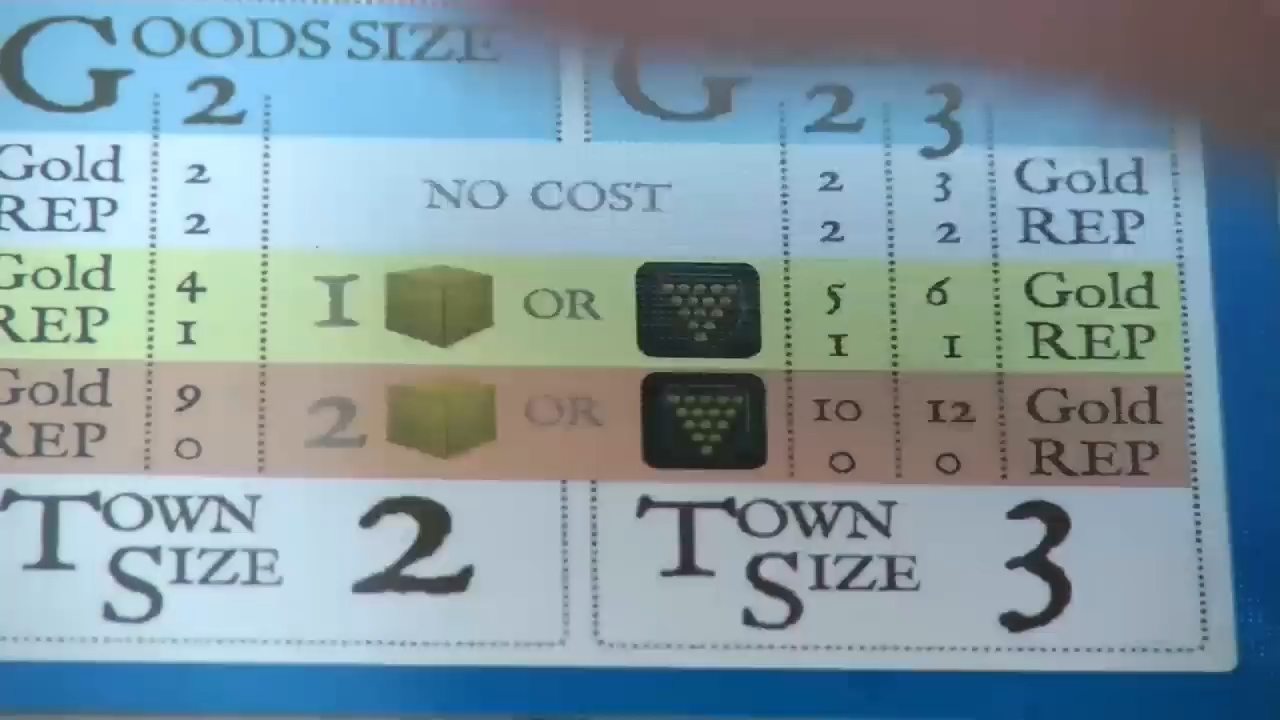 GOODS SIZE
2
G 2 3
Gold 2 NO COST 2 3 Gold
REP 2 2 2 REP
Gold 4 1 OR 5 6 Gold
REP 1 1 1 REP
Gold 9 2 OR 10 12 Gold
REP 0 0 0 REP
TOWN SIZE 2
TOWN SIZE 3